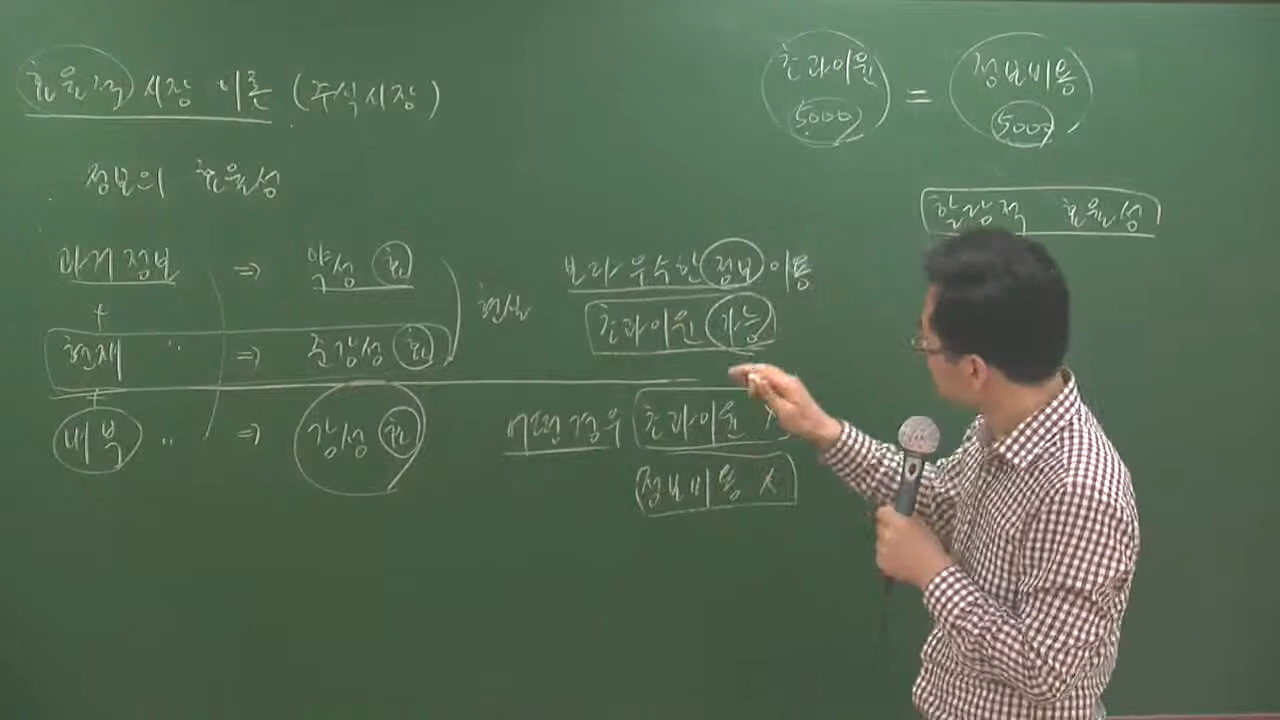 효율적 시장 이론 (주식시장)
정보의 효율성
과거 정보 ⇒ 약성 효
+
현재 〃 ⇒ 준강성 효
+
내부 〃 ⇒ 강성 효
현실
보다 우수한 정보 이용
초과이윤 가능
어떤경우 초과이윤 X
정보비용 X
초과이윤 = 정보비용
5000 5000
할당적 효율성